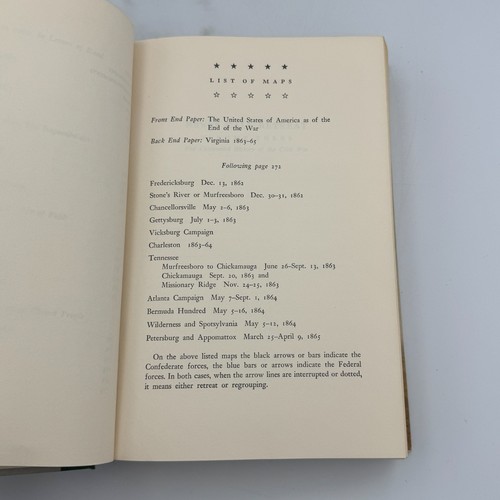 ★ ★ ★ ★ ★
LIST OF MAPS
☆ ☆ ☆ ☆ ☆
Front End Paper: The United States of America as of the
End of the War
Back End Paper: Virginia 1863-65
Following page 272
Fredericksburg Dec. 13, 1862
Stone's River or Murfreesboro Dec. 30-31, 1862
Chancellorsville May 2-6, 1863
Gettysburg July 1-3, 1863
Vicksburg Campaign
Charleston 1863-64
Tennessee
Murfreesboro to Chickamauga June 26-Sept. 13, 1863
Chickamauga Sept. 20, 1863 and
Missionary Ridge Nov. 24-25, 1863
Atlanta Campaign May 7-Sept. 1, 1864
Bermuda Hundred May 5-16, 1864
Wilderness and Spotsylvania May 5-12, 1864
Petersburg and Appomattox March 25-April 9, 1865
On the above listed maps the black arrows or bars indicate the
Confederate forces, the blue bars or arrows indicate the Federal
forces. In both cases, when the arrow lines are interrupted or dotted,
it means either retreat or regrouping.